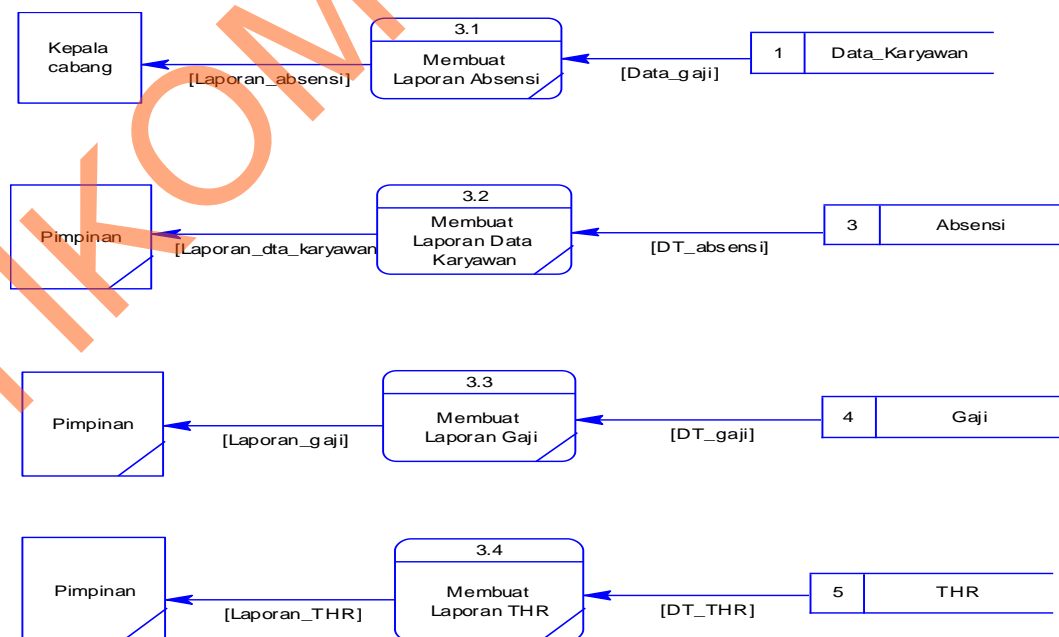 3.1
Kepala
cabang
[Laporan_absensi]
Membuat
Laporan Absensi
[Data_gaji]
1
Data_Karyawan
3.2
Pimpinan
[Laporan_dta_karyawan
Membuat
Laporan Data
Karyawan
[DT_absensi]
3
Absensi
3.3
Pimpinan
[Laporan_gaji]
Membuat
Laporan Gaji
[DT_gaji]
4
Gaji
3.4
Pimpinan
[Laporan_THR]
Membuat
Laporan THR
[DT_THR]
5
THR
IKOM